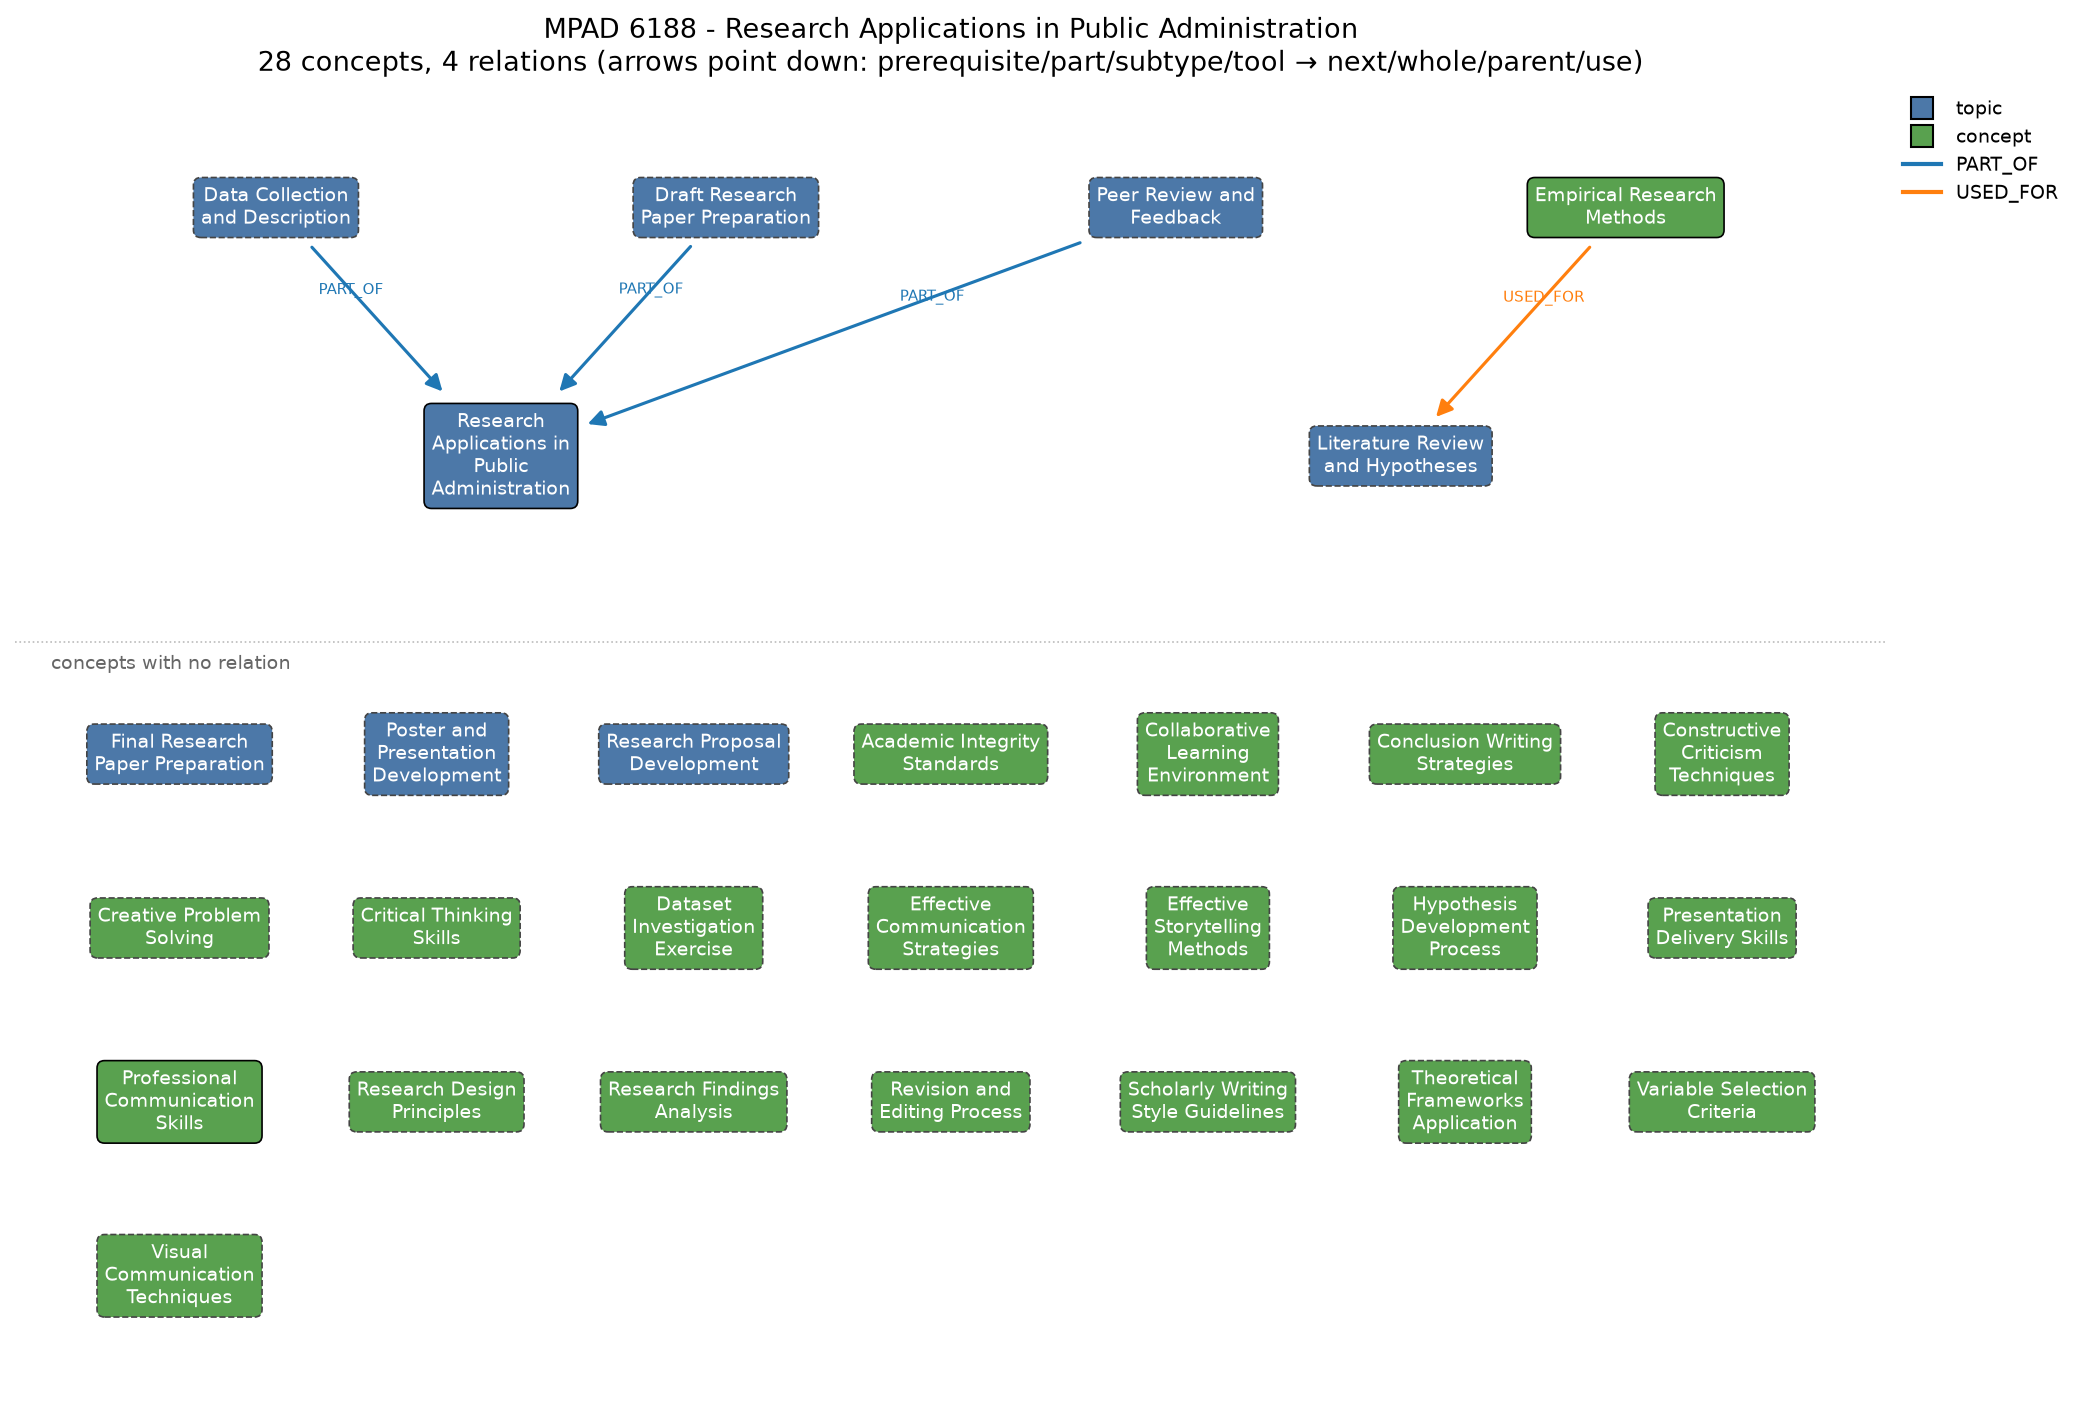 MPAD 6188 - Research Applications in Public Administration
28 concepts, 4 relations (arrows point down: prerequisite/part/subtype/tool → next/whole/parent/use)
topic
concept
PART_OF
USED_FOR
Data Collection
and Description
Draft Research
Paper Preparation
Peer Review and
Feedback
Empirical Research
Methods
PART_OF
PART_OF
PART_OF
USED_FOR
Research
Applications in
Public
Administration
Literature Review
and Hypotheses
concepts with no relation
Final Research
Paper Preparation
Poster and
Presentation
Development
Research Proposal
Development
Academic Integrity
Standards
Collaborative
Learning
Environment
Conclusion Writing
Strategies
Constructive
Criticism
Techniques
Creative Problem
Solving
Critical Thinking
Skills
Dataset
Investigation
Exercise
Effective
Communication
Strategies
Effective
Storytelling
Methods
Hypothesis
Development
Process
Presentation
Delivery Skills
Professional
Communication
Skills
Research Design
Principles
Research Findings
Analysis
Revision and
Editing Process
Scholarly Writing
Style Guidelines
Theoretical
Frameworks
Application
Variable Selection
Criteria
Visual
Communication
Techniques